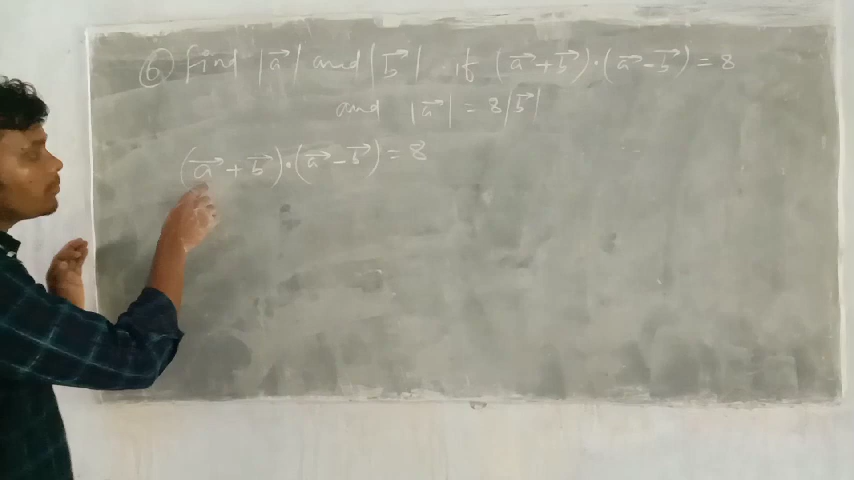 ⑥ Find |a⃗| and |b⃗| if (a⃗+b⃗)·(a⃗-b⃗) = 8
and |a⃗| = 8|b⃗|
(a⃗+b⃗)·(a⃗-b⃗) = 8